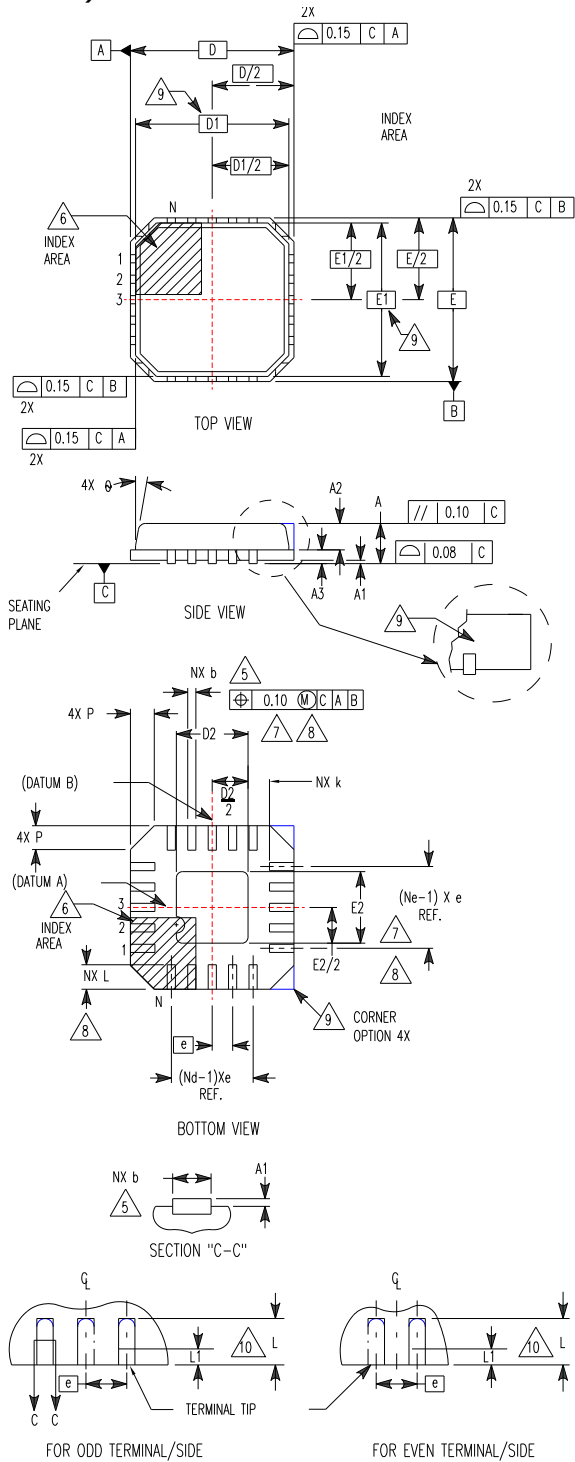 2X
0.15 C A
A
D
D/2
9
D1
INDEX
AREA
D1/2
2X
0.15 C B
N
6
INDEX
AREA
1
2
3
E1/2
E/2
E1
E
9
0.15 C B
2X
B
0.15 C A
2X
TOP VIEW
4X θ
A2
A
// 0.10 C
0.08 C
A3
A1
C
SEATING
PLANE
SIDE VIEW
9
NX b
5
0.10 M C A B
4X P
D2
7
8
(DATUM B)
D2
2
NX k
4X P
(DATUM A)
3
6
INDEX
AREA
2
1
E2
(Ne-1) X e
REF.
7
E2/2
NX L
8
8
N
9
CORNER
OPTION 4X
e
(Nd-1)Xe
REF.
BOTTOM VIEW
NX b
A1
5
SECTION "C-C"
CL
CL
L1
10
L
L1
10
L
e
e
TERMINAL TIP
C C
FOR ODD TERMINAL/SIDE
FOR EVEN TERMINAL/SIDE